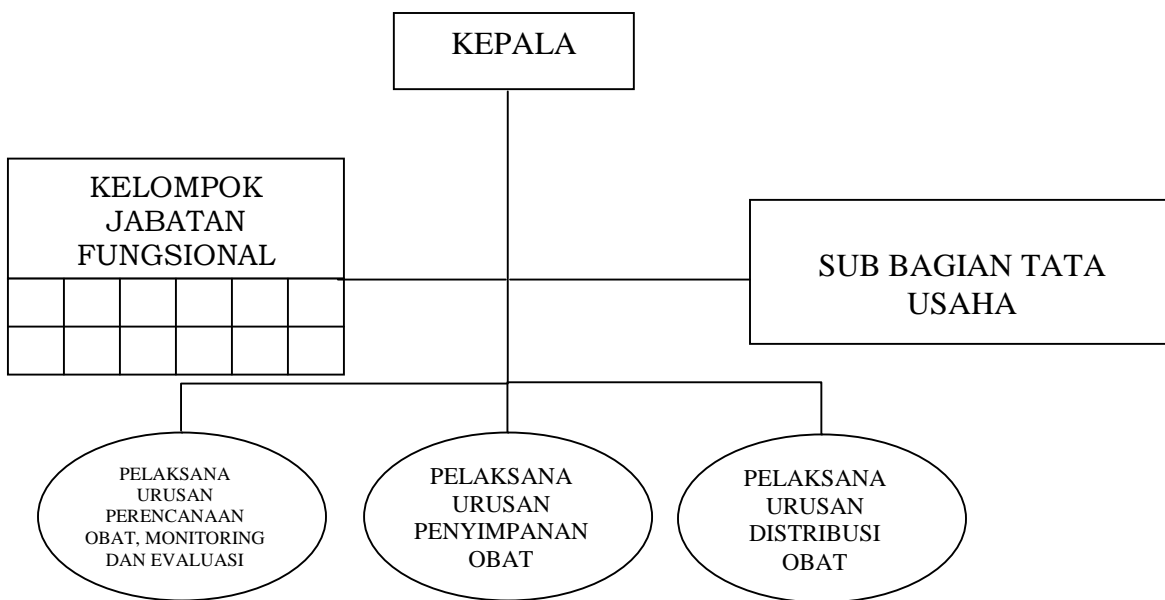 KEPALA
KELOMPOK
JABATAN
FUNGSIONAL
SUB BAGIAN TATA
USAHA
PELAKSANA
URUSAN
PERENCANAAN
OBAT, MONITORING
DAN EVALUASI
PELAKSANA
URUSAN
PENYIMPANAN
OBAT
PELAKSANA
URUSAN
DISTRIBUSI
OBAT